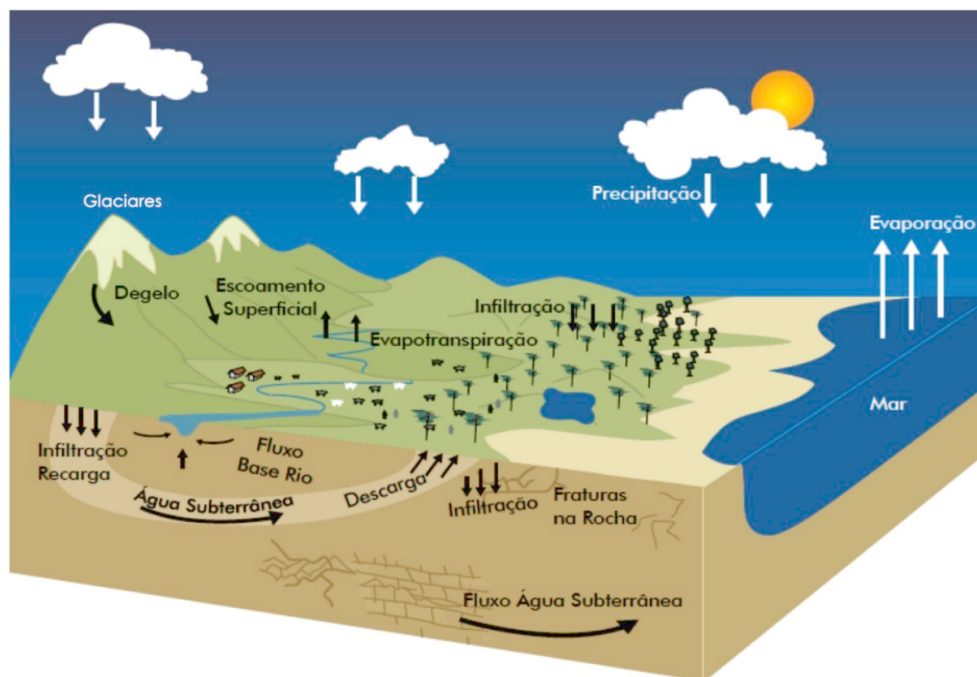 Glaciares
Precipitação
Evaporação
Degelo
Escoamento
Superficial
Infiltração
Evapotranspiração
Mar
Infiltração
Recarga
Fluxo
Base Rio
Água Subterrânea
Descarga
Infiltração
Fraturas
na Rocha
Fluxo Água Subterrânea